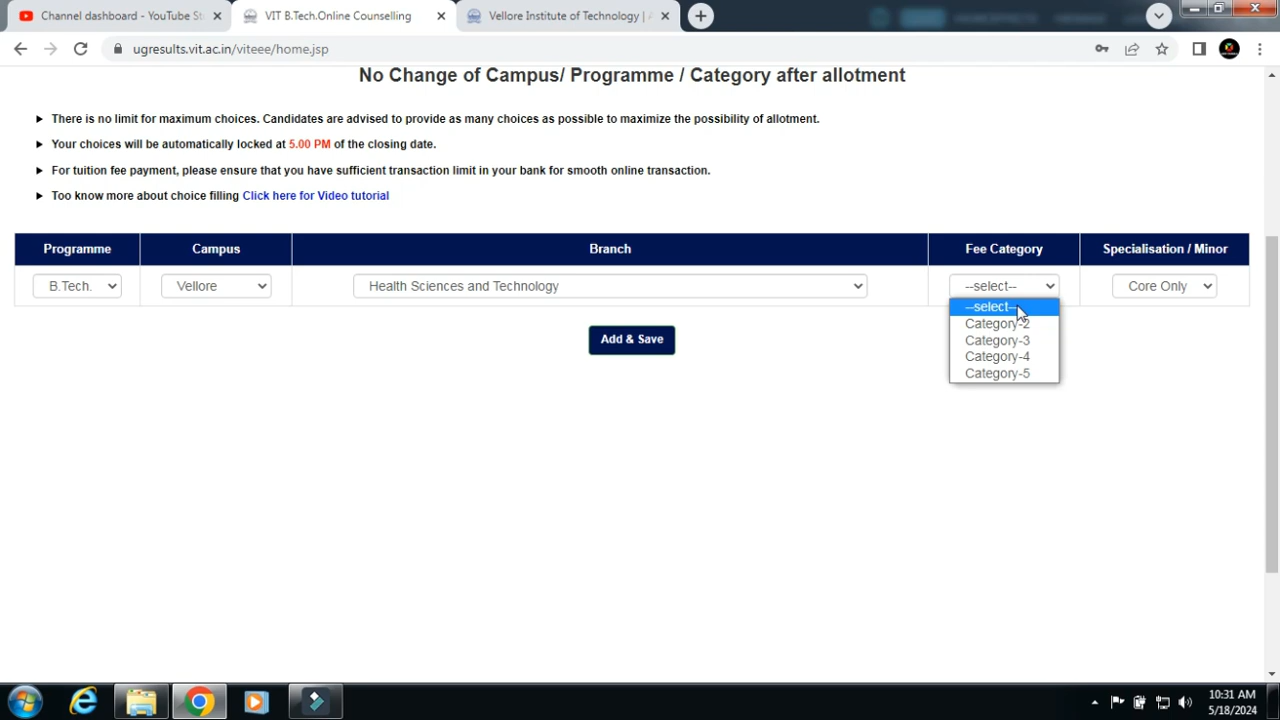 Channel dashboard - YouTube St
VIT B.Tech.Online Counselling
Vellore Institute of Technology | A
ugresults.vit.ac.in/viteee/home.jsp
No Change of Campus/ Programme / Category after allotment
There is no limit for maximum choices. Candidates are advised to provide as many choices as possible to maximize the possibility of allotment.
Your choices will be automatically locked at 5.00 PM of the closing date.
For tuition fee payment, please ensure that you have sufficient transaction limit in your bank for smooth online transaction.
Too know more about choice filling Click here for Video tutorial
Programme Campus Branch Fee Category Specialisation / Minor
B.Tech. Vellore Health Sciences and Technology --select-- Core Only
--select--
Category-2
Category-3
Category-4
Category-5
Add & Save
10:31 AM
5/18/2024